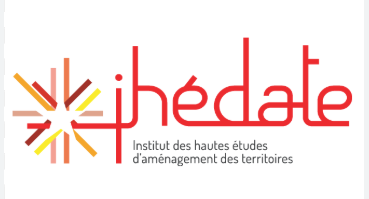 ihédate
Institut des hautes études
d'aménagement des territoires